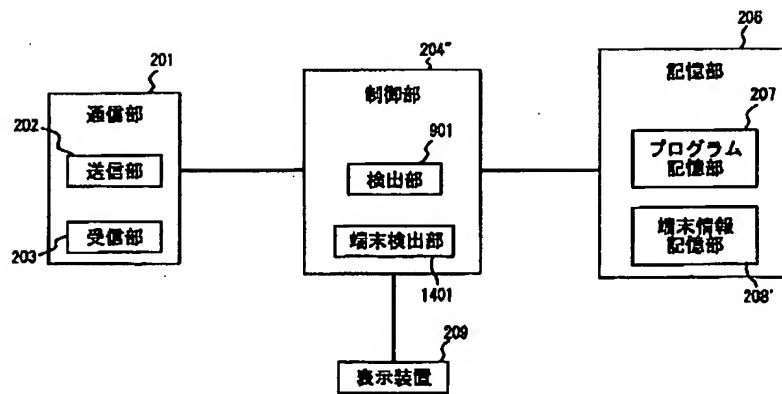 201
通信部
202
送信部
受信部
203
204"
制御部
901
検出部
端末検出部
1401
206
記憶部
207
プログラム
記憶部
端末情報
記憶部
208'
209
表示装置